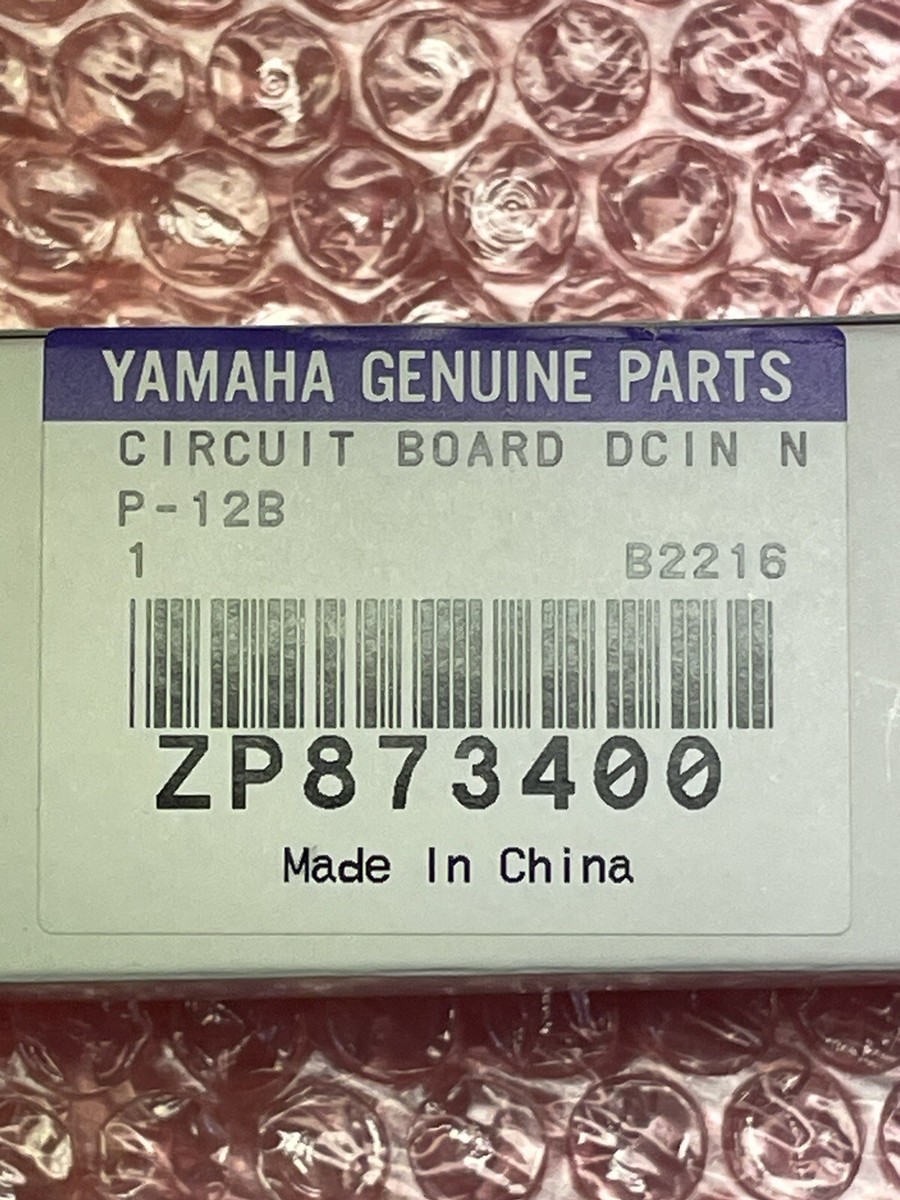 YAMAHA GENUINE PARTS
CIRCUIT BOARD DCIN N
P-12B
1 B2216
ZP873400
Made In China